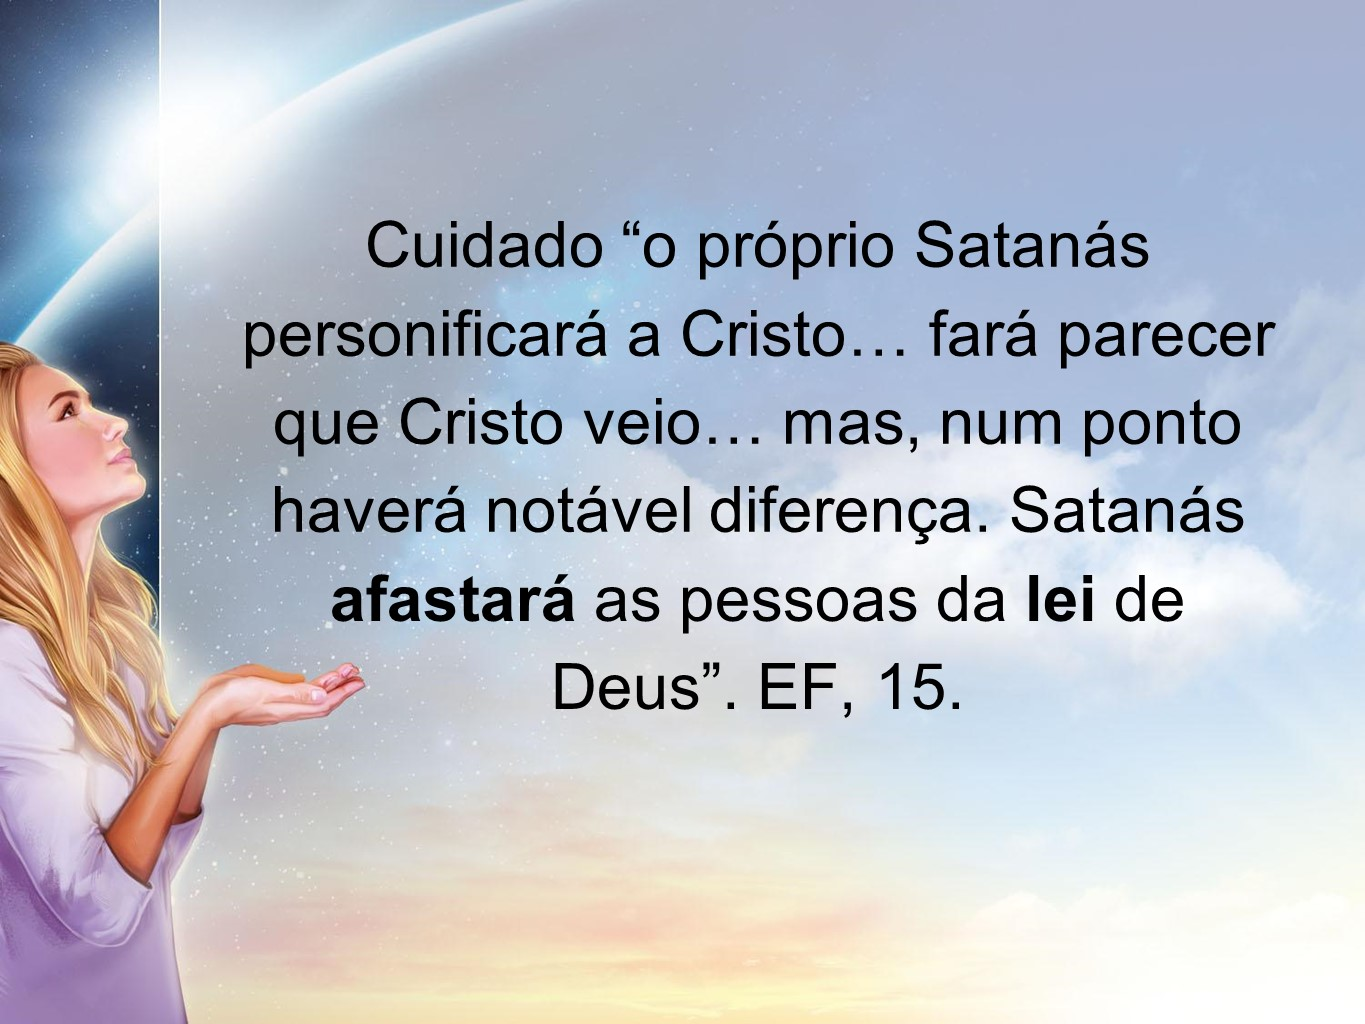 Cuidado “o próprio Satanás
personificará a Cristo… fará parecer
que Cristo veio… mas, num ponto
haverá notável diferença. Satanás
afastará as pessoas da lei de
Deus”. EF, 15.